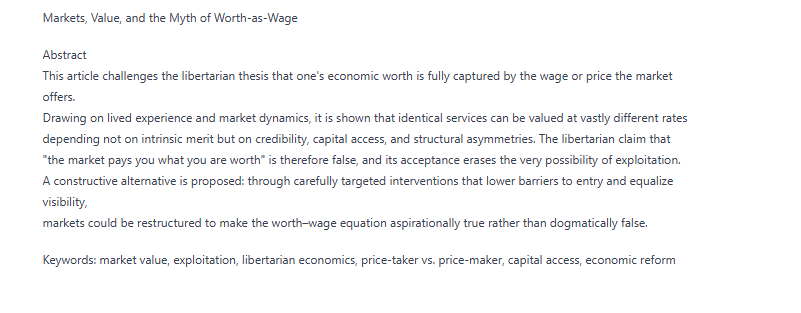 Markets, Value, and the Myth of Worth-as-Wage
Abstract
This article challenges the libertarian thesis that one's economic worth is fully captured by the wage or price the market
offers.
Drawing on lived experience and market dynamics, it is shown that identical services can be valued at vastly different rates
depending not on intrinsic merit but on credibility, capital access, and structural asymmetries. The libertarian claim that
"the market pays you what you are worth" is therefore false, and its acceptance erases the very possibility of exploitation.
A constructive alternative is proposed: through carefully targeted interventions that lower barriers to entry and equalize
visibility,
markets could be restructured to make the worth–wage equation aspirationally true rather than dogmatically false.
Keywords: market value, exploitation, libertarian economics, price-taker vs. price-maker, capital access, economic reform